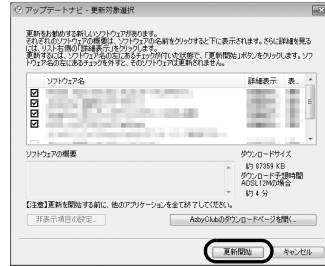 アップデートナビ - 更新対象選択
更新をお勧めする新しいソフトウェアがあります。
それぞれのソフトウェアの概要は、ソフトウェアの名前をクリックすると下に表示されます。さらに詳細を見る
には、リスト右側の「詳細表示」をクリックします。
更新するには、ソフトウェア名の左にあるチェックが付いた状態で、「更新開始」ボタンをクリックします。ソフ
トウェア名の左にあるチェックを外すと、そのソフトウェアは更新されません。
ソフトウェア名 詳細表示 表..
ソフトウェアの概要 ダウンロードサイズ
約 87359 KB
ダウンロード予想時間
ADSL12Mの場合
約 4 分
【注意】更新を開始する前に、他のアプリケーションを全て終了してください。
非表示項目の設定... AzbyClubのダウンロードページを開く...
更新開始 キャンセル